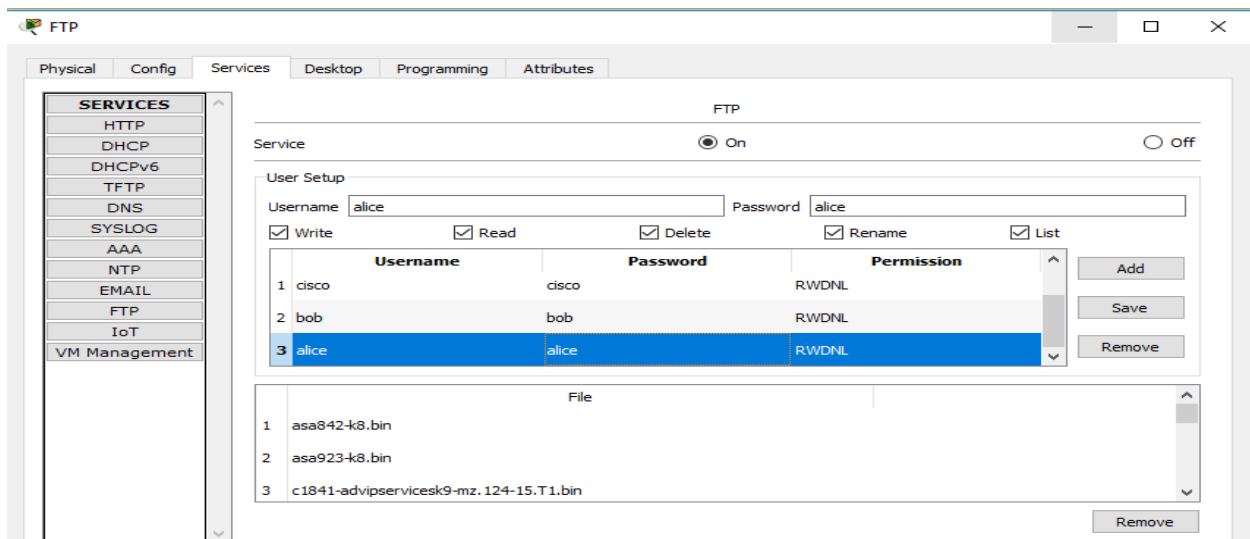 FTP
Physical Config Services Desktop Programming Attributes
SERVICES
HTTP
DHCP
DHCPv6
TFTP
DNS
SYSLOG
AAA
NTP
EMAIL
FTP
IoT
VM Management
FTP
Service On Off
User Setup
Username alice Password alice
Write Read Delete Rename List
Username Password Permission
1 cisco cisco RWDNL
2 bob bob RWDNL
3 alice alice RWDNL
Add
Save
Remove
File
1 asa842-k8.bin
2 asa923-k8.bin
3 c1841-advipservicesk9-mz.124-15.T1.bin
Remove